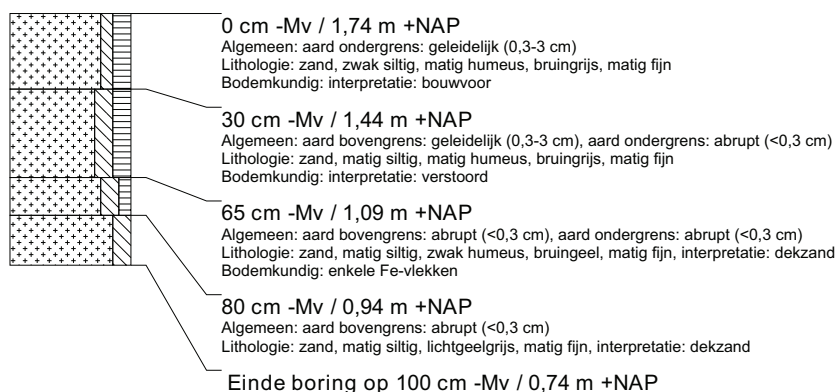 0 cm -Mv / 1,74 m +NAP
Algemeen: aard ondergrens: geleidelijk (0,3-3 cm)
Lithologie: zand, zwak siltig, matig humeus, bruingrijs, matig fijn
Bodemkundig: interpretatie: bouwvoor
30 cm -Mv / 1,44 m +NAP
Algemeen: aard bovengrens: geleidelijk (0,3-3 cm), aard ondergrens: abrupt (<0,3 cm)
Lithologie: zand, matig siltig, matig humeus, bruingrijs, matig fijn
Bodemkundig: interpretatie: verstoord
65 cm -Mv / 1,09 m +NAP
Algemeen: aard bovengrens: abrupt (<0,3 cm), aard ondergrens: abrupt (<0,3 cm)
Lithologie: zand, matig siltig, zwak humeus, bruingeel, matig fijn, interpretatie: dekzand
Bodemkundig: enkele Fe-vlekken
80 cm -Mv / 0,94 m +NAP
Algemeen: aard bovengrens: abrupt (<0,3 cm)
Lithologie: zand, matig siltig, lichtgeelgrijs, matig fijn, interpretatie: dekzand
Einde boring op 100 cm -Mv / 0,74 m +NAP